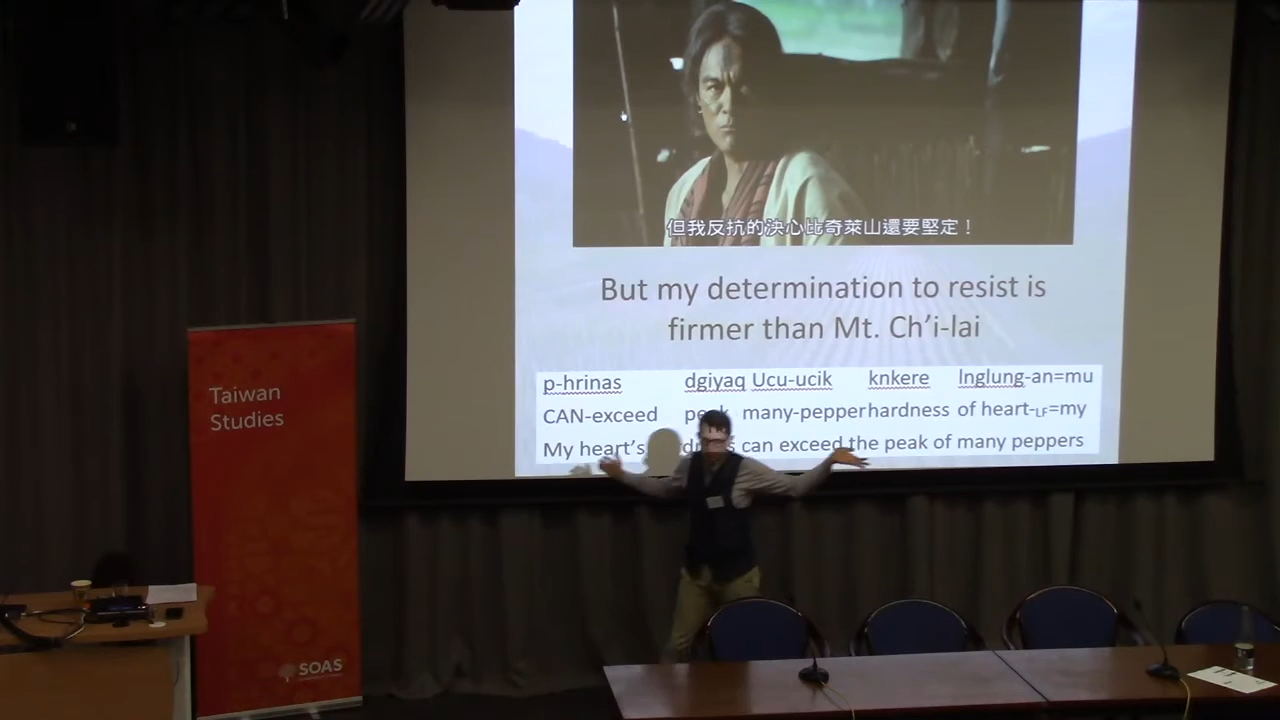 但我反抗的決心比奇萊山還要堅定！
But my determination to resist is
firmer than Mt. Ch’i-lai
p-hrinas dgiyaq Ucu-ucik knkere lnglung-an=mu
CAN-exceed peak many-pepper hardness of heart-LF=my
My heart’s can exceed the peak of many peppers
Taiwan
Studies
SOAS